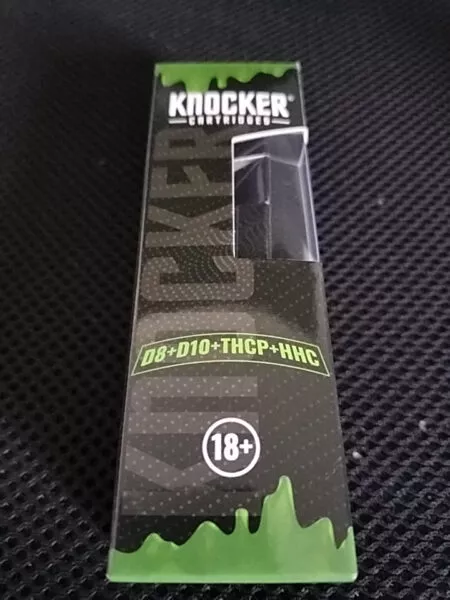 KNOCKER®
CARTRIDGES
KNOCKER
D8+D10+THCP+HHC
18+